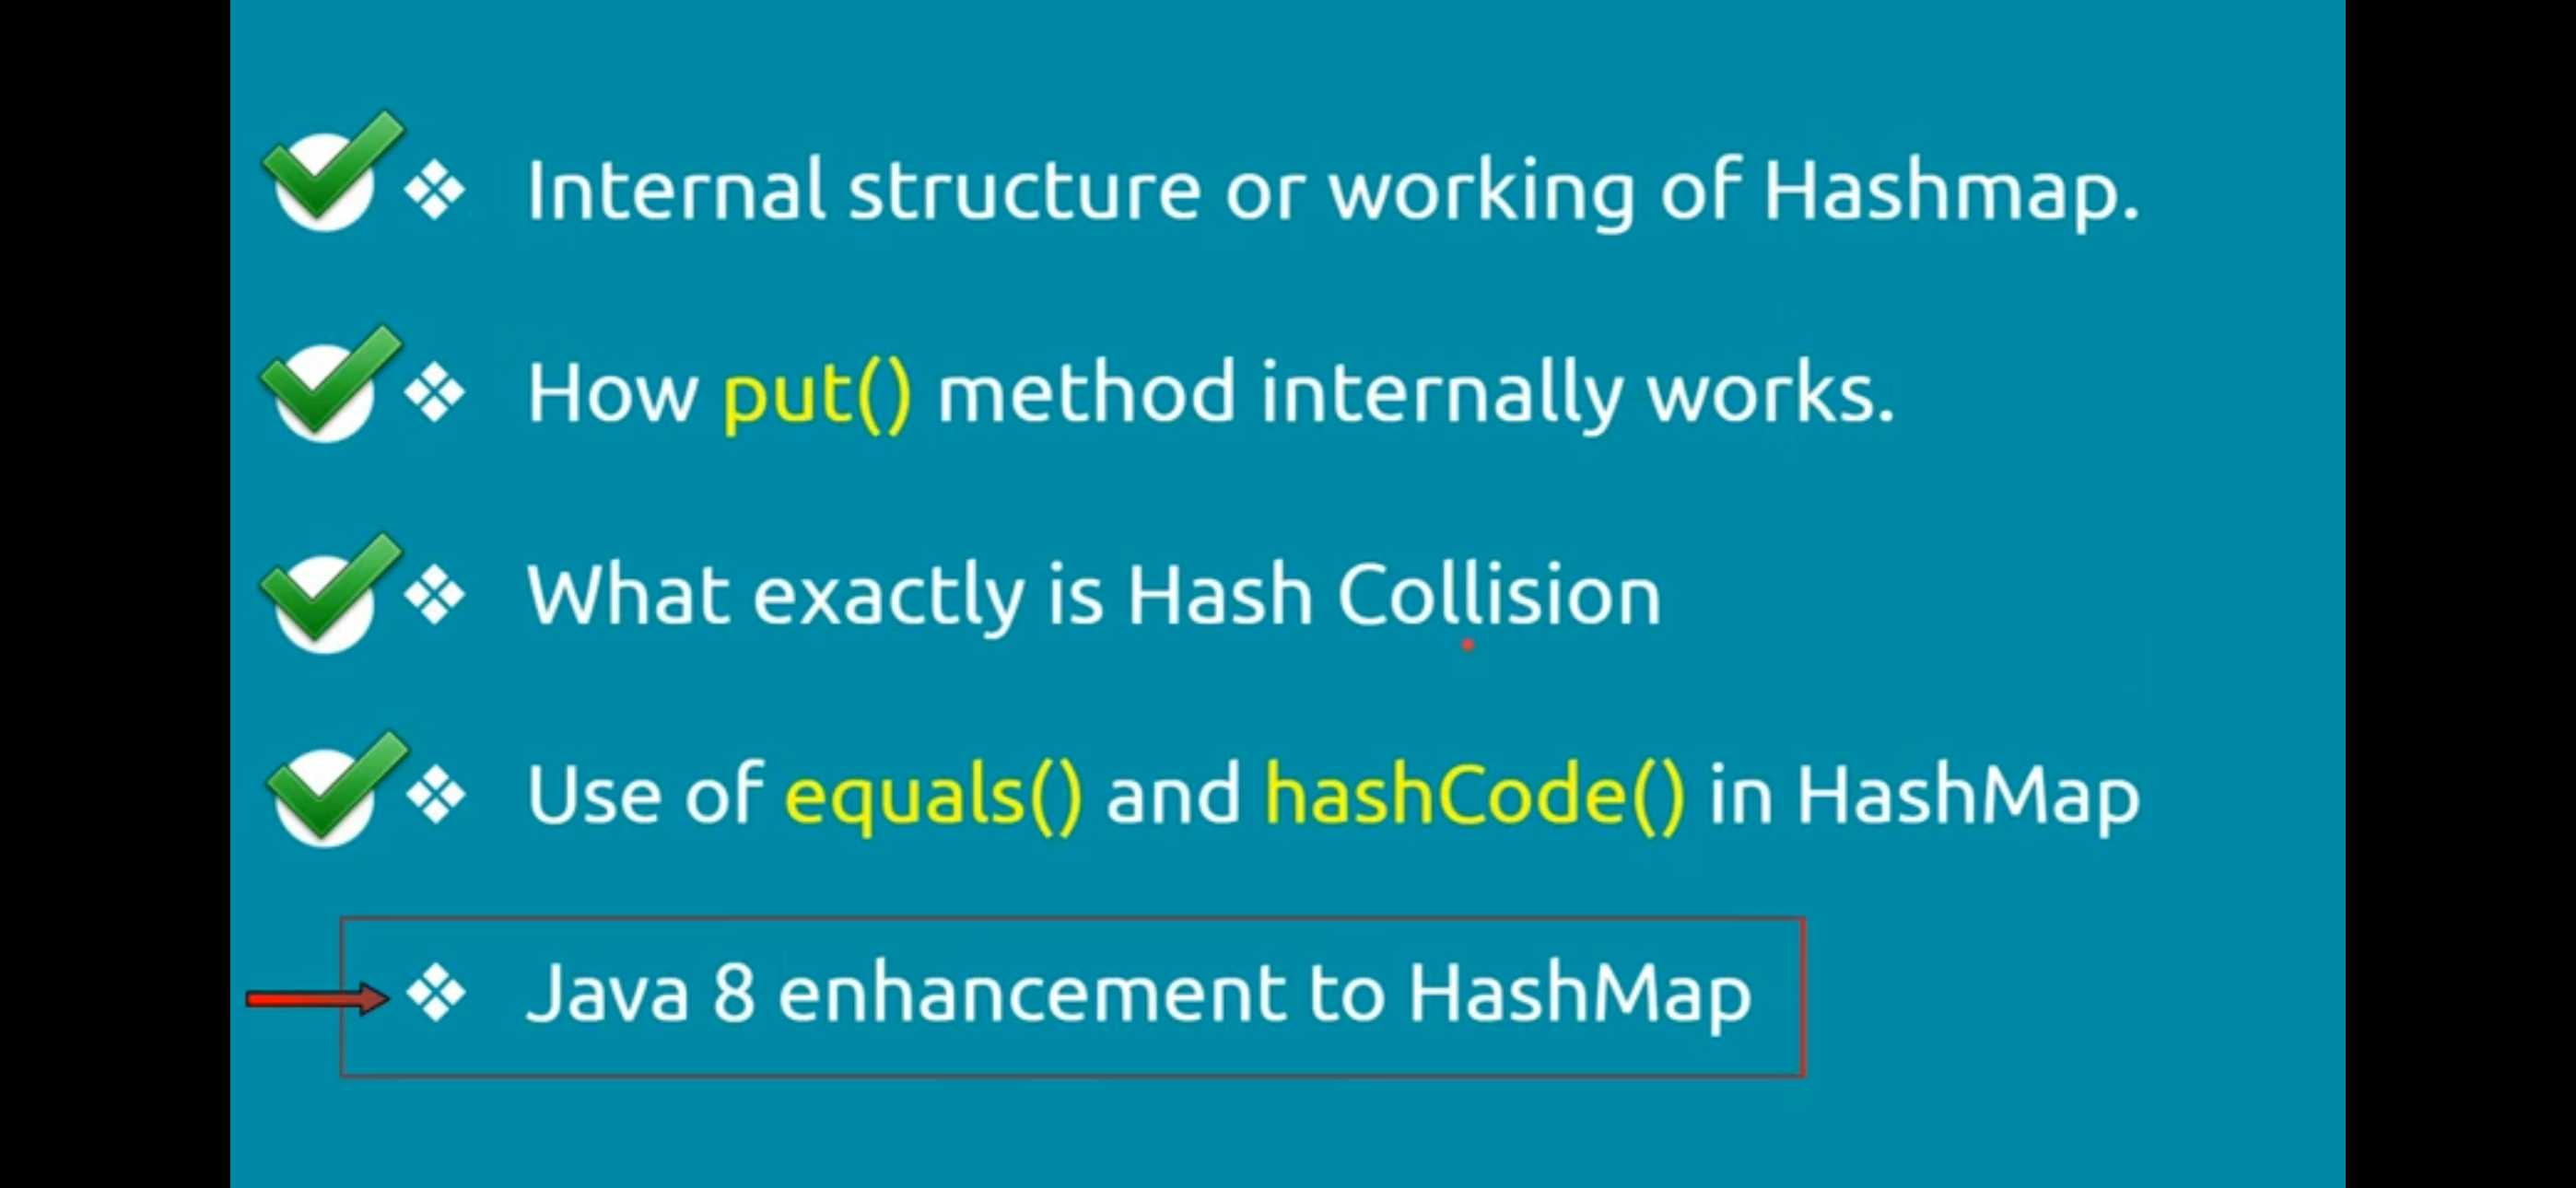 Internal structure or working of Hashmap.
How put() method internally works.
What exactly is Hash Collision
Use of equals() and hashCode() in HashMap
Java 8 enhancement to HashMap